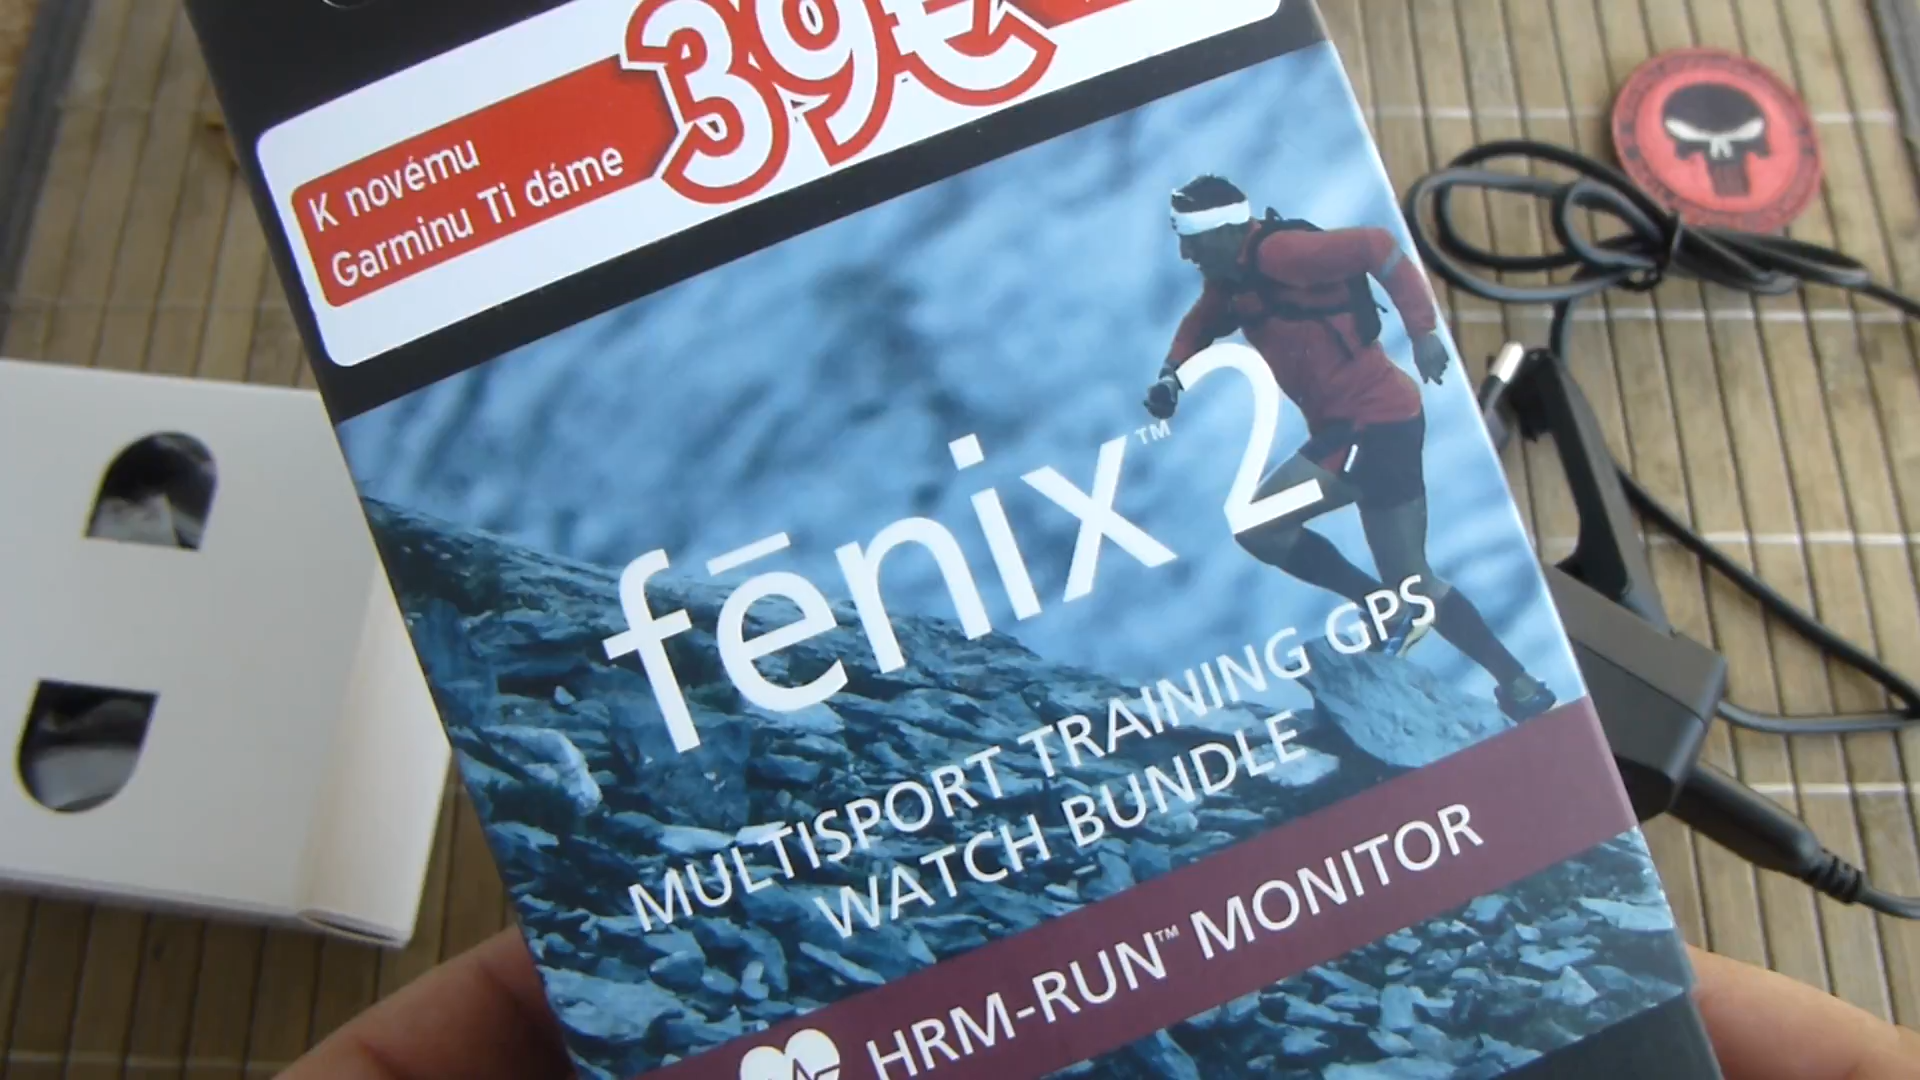 39€
K novému
Garminu Ti dáme
fēnix™ 2
MULTISPORT TRAINING GPS
WATCH BUNDLE
HRM-RUN™ MONITOR